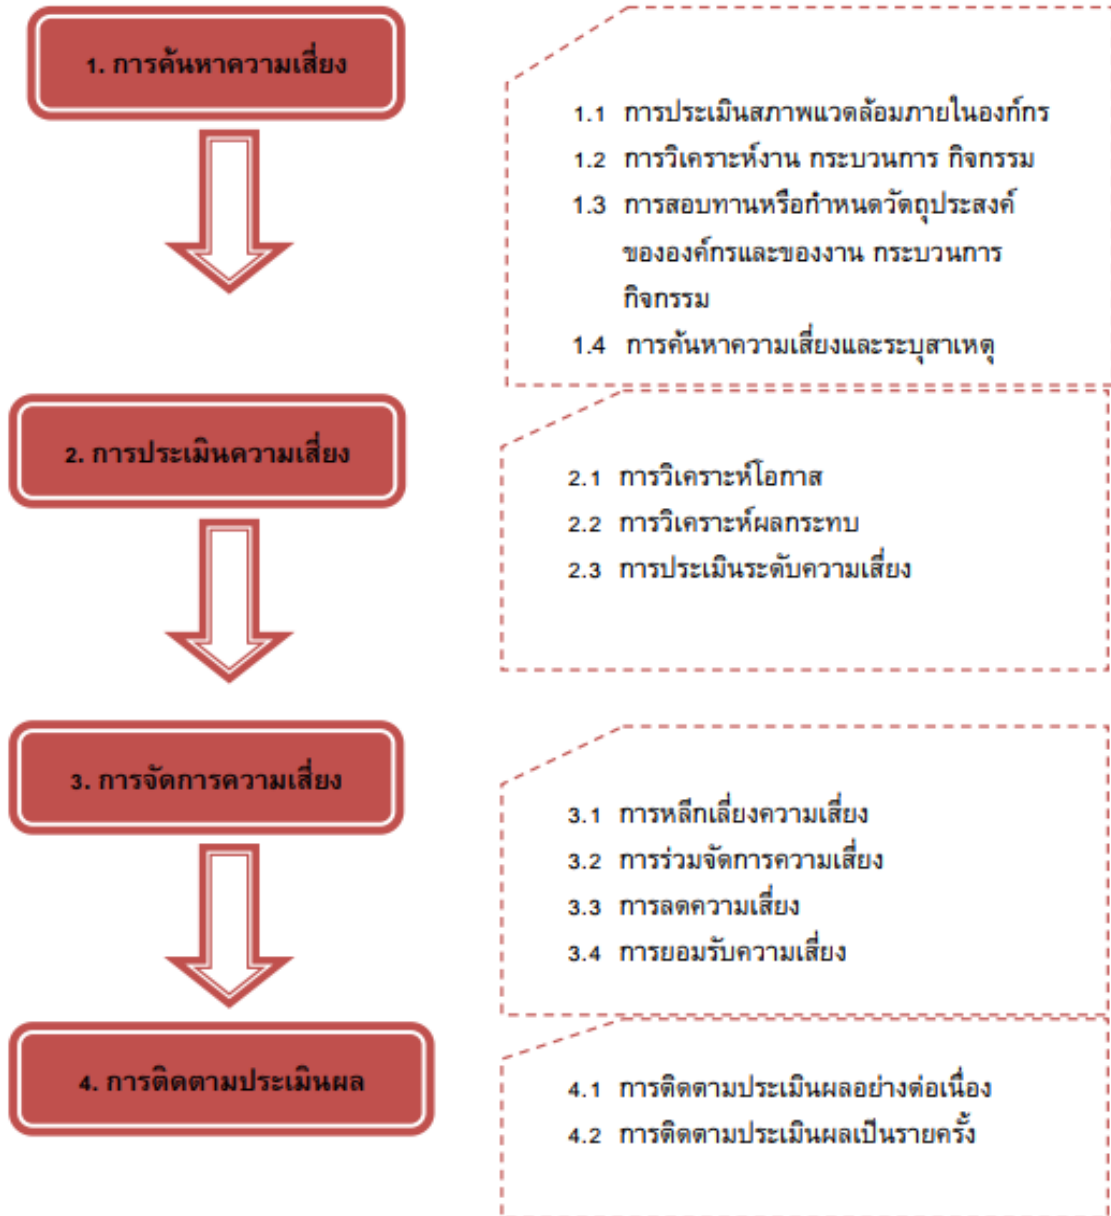 1. การค้นหาความเสี่ยง
1.1 การประเมินสภาพแวดล้อมภายในองก์กร
1.2 การวิเคราะห์งาน กระบวนการ กิจกรรม
1.3 การสอบทานหรือกำหนดวัตถุประสงค์
ขององค์กรและของงาน กระบวนการ
กิจกรรม
1.4 การค้นหาความเสี่ยงและระบุสาเหตุ
2. การประเมินความเสี่ยง
2.1 การวิเคราะห์โอกาส
2.2 การวิเคราะห์ผลกระทบ
2.3 การประเมินระดับความเสี่ยง
3. การจัดการความเสี่ยง
3.1 การหลีกเลี่ยงความเสี่ยง
3.2 การร่วมจัดการความเสี่ยง
3.3 การลดความเสี่ยง
3.4 การยอมรับความเสี่ยง
4. การติดตามประเมินผล
4.1 การติดตามประเมินผลอย่างต่อเนื่อง
4.2 การติดตามประเมินผลเป็นรายครั้ง